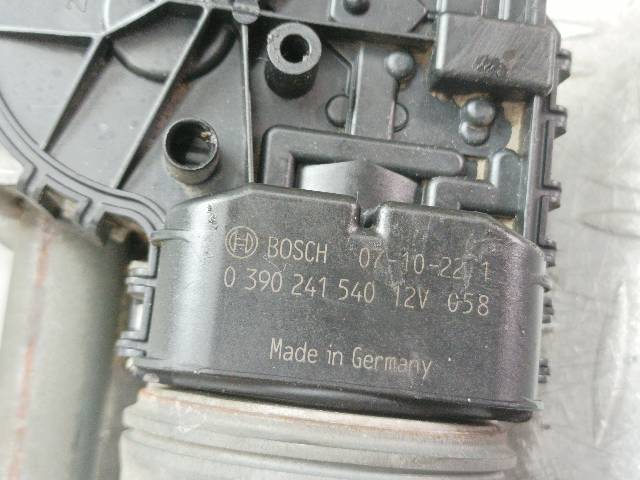 BOSCH 07-10-22 1
0 390 241 540 12V 058
Made in Germany